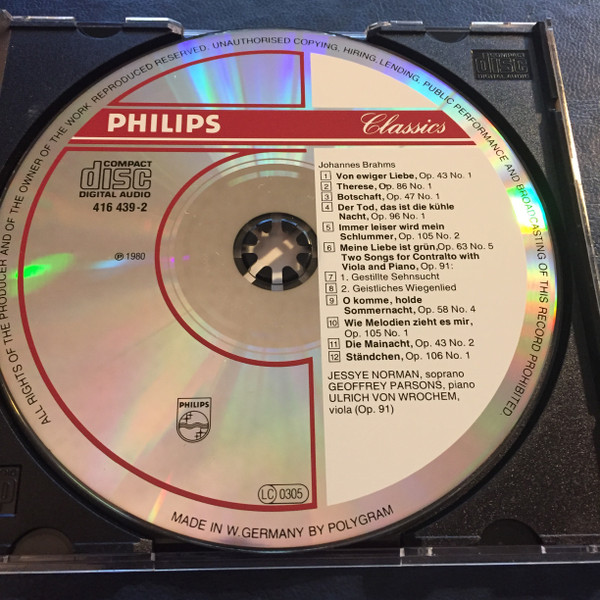 ALL RIGHTS OF THE PRODUCER AND OF THE OWNER OF THE WORK REPRODUCED RESERVED. UNAUTHORISED COPYING, HIRING, LENDING, PUBLIC PERFORMANCE AND BROADCASTING OF THIS RECORD PROHIBITED.
COMPACT
disc
DIGITAL AUDIO
PHILIPS
Classics
COMPACT
disc
DIGITAL AUDIO
416 439-2
℗ 1980
Johannes Brahms
1 Von ewiger Liebe, Op. 43 No. 1
2 Therese, Op. 86 No. 1
3 Botschaft, Op. 47 No. 1
4 Der Tod, das ist die kühle
Nacht, Op. 96 No. 1
5 Immer leiser wird mein
Schlummer, Op. 105 No. 2
6 Meine Liebe ist grün, Op. 63 No. 5
Two Songs for Contralto with
Viola and Piano, Op. 91:
7 1. Gestillte Sehnsucht
8 2. Geistliches Wiegenlied
9 O komme, holde
Sommernacht, Op. 58 No. 4
10 Wie Melodien zieht es mir,
Op. 105 No. 1
11 Die Mainacht, Op. 43 No. 2
12 Ständchen, Op. 106 No. 1
JESSYE NORMAN, soprano
GEOFFREY PARSONS, piano
ULRICH VON WROCHEM,
viola (Op. 91)
PHILIPS
LC 0305
MADE IN W.GERMANY BY POLYGRAM